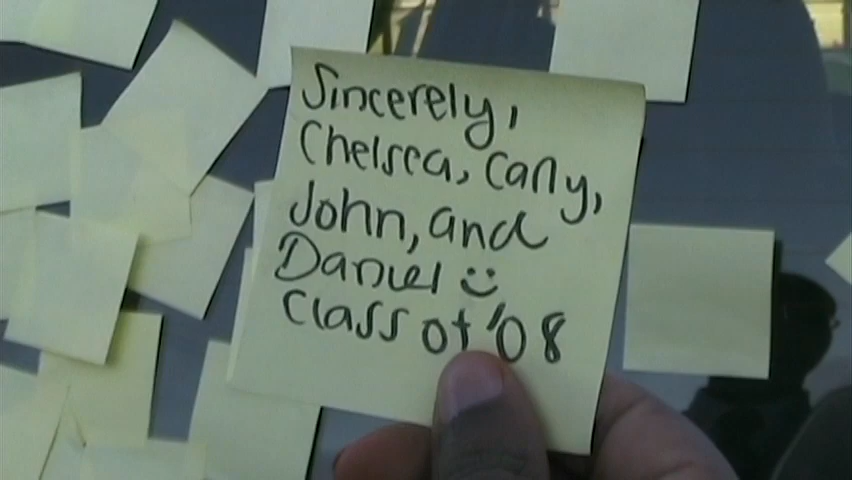 Sincerely,
Chelsea, Carly,
John, and
Daniel :)
Class of '08